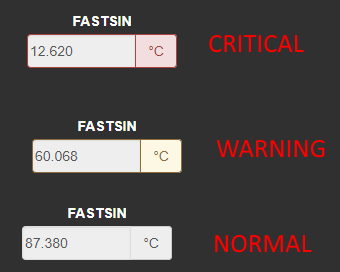 FASTSIN
12.620 °C CRITICAL
FASTSIN
60.068 °C WARNING
FASTSIN
87.380 °C NORMAL